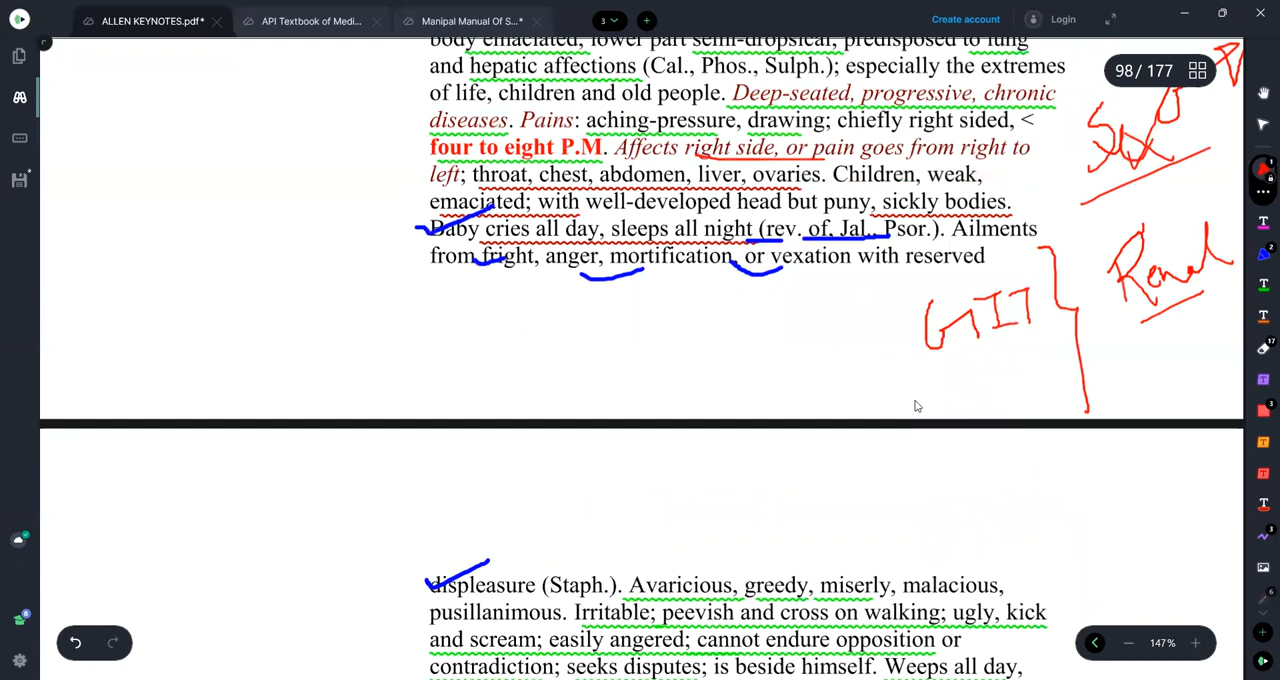 ALLEN KEYNOTES.pdf*
API Textbook of Medi...
Manipal Manual Of S...*
3
Create account
Login
98 / 177
body emaciated, lower part semi-dropsical; predisposed to lung
and hepatic affections (Cal., Phos., Sulph.); especially the extremes
of life, children and old people. Deep-seated, progressive, chronic
diseases. Pains: aching-pressure, drawing; chiefly right sided, <
four to eight P.M. Affects right side, or pain goes from right to
left; throat, chest, abdomen, liver, ovaries. Children, weak,
emaciated; with well-developed head but puny, sickly bodies.
Baby cries all day, sleeps all night (rev. of, Jal., Psor.). Ailments
from fright, anger, mortification, or vexation with reserved
Renal
GIT
displeasure (Staph.). Avaricious, greedy, miserly, malacious,
pusillanimous. Irritable; peevish and cross on walking; ugly, kick
and scream; easily angered; cannot endure opposition or
contradiction; seeks disputes; is beside himself. Weeps all day,
147%